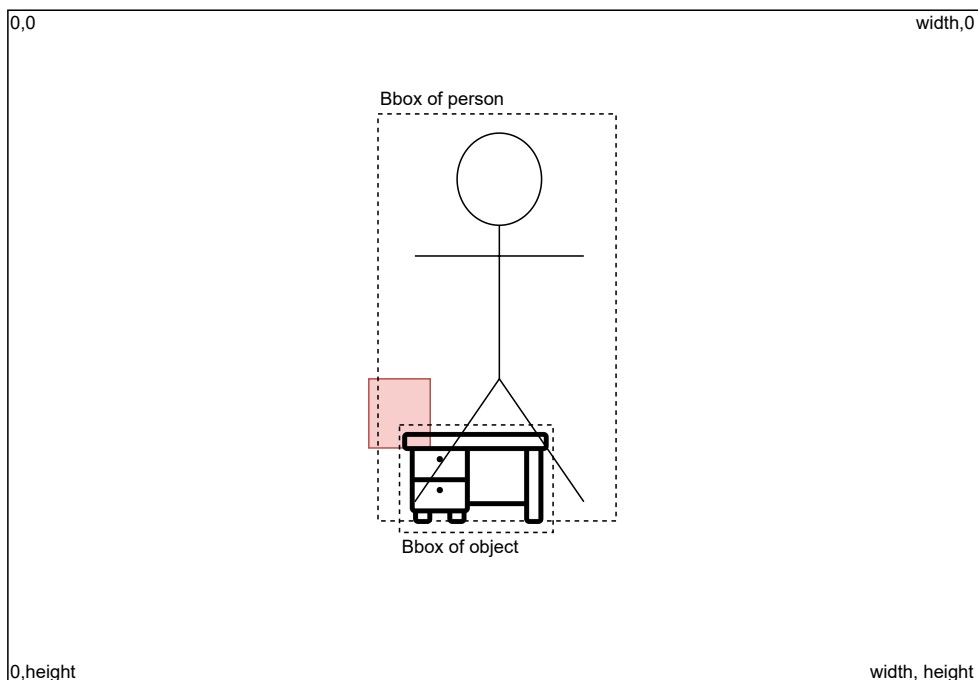 0,0
width,0
Bbox of person
Bbox of object
0,height
width, height